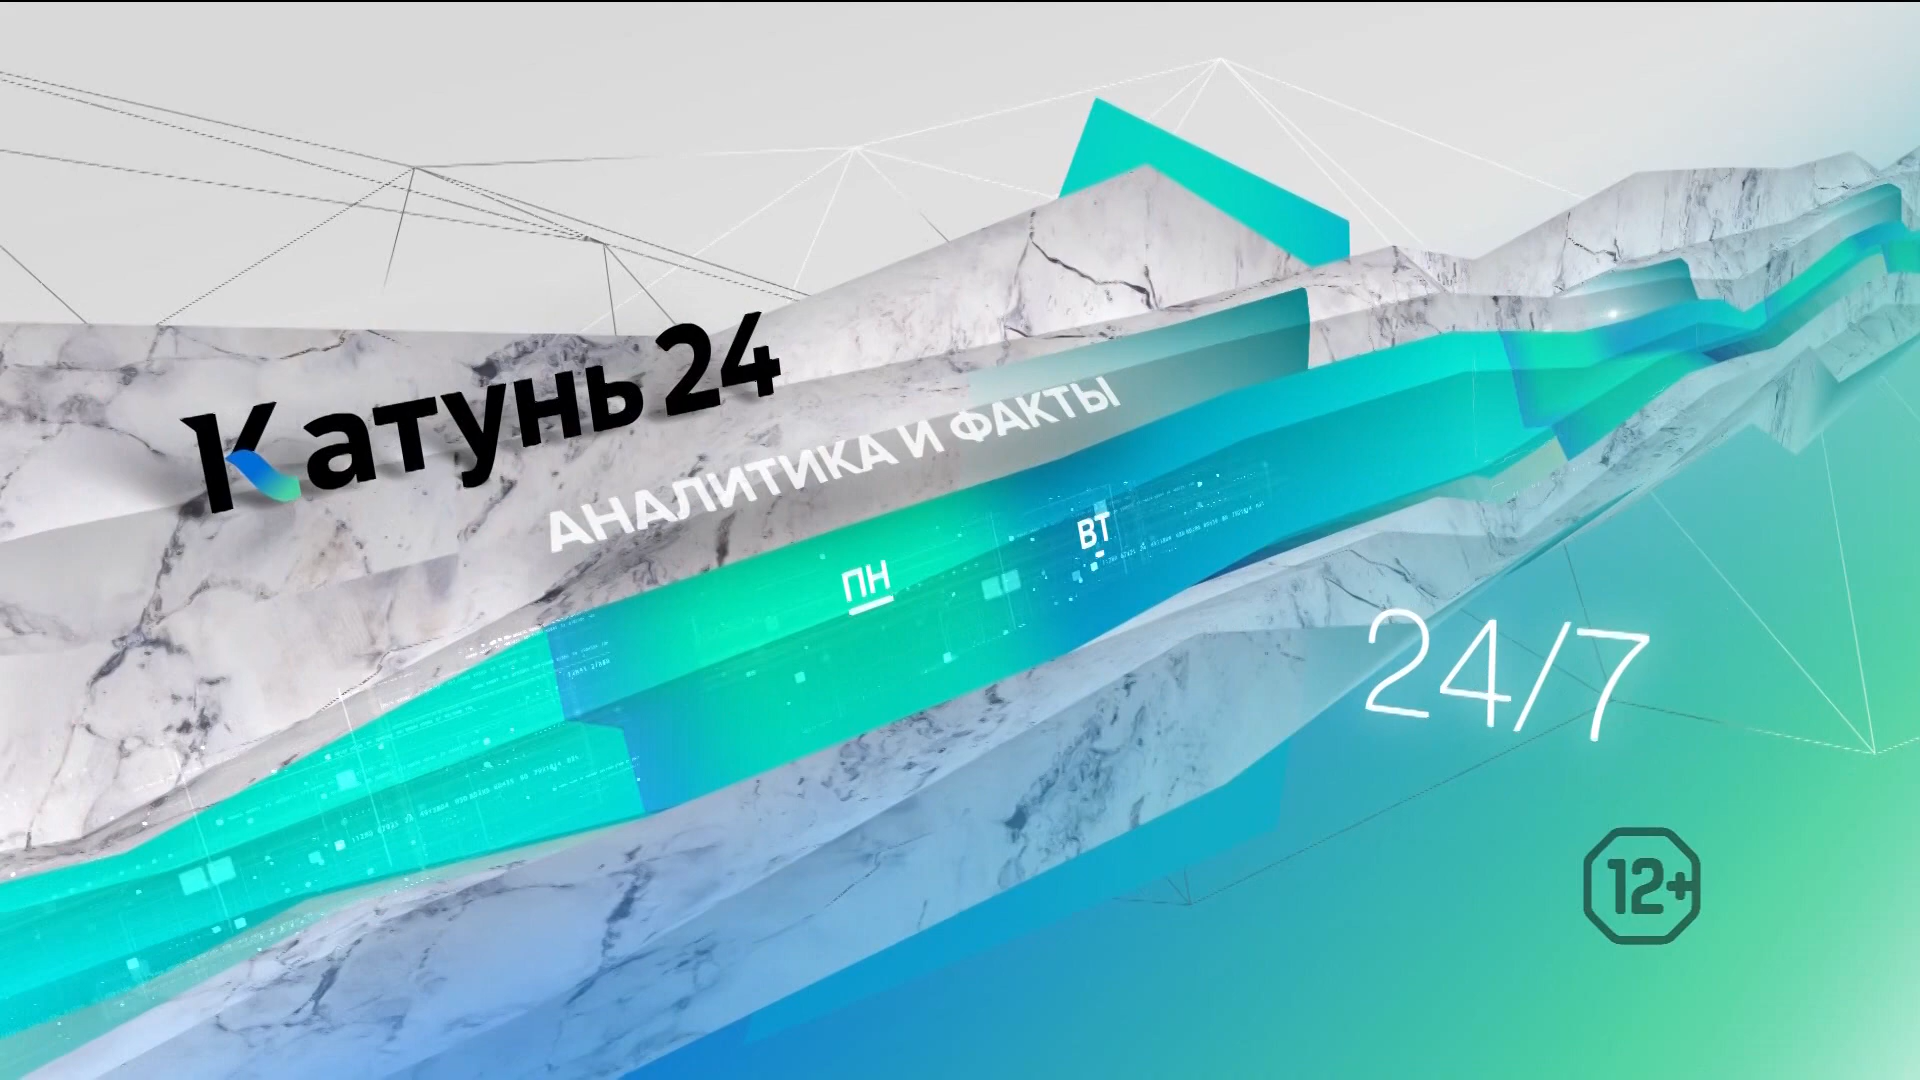 Катунь 24
АНАЛИТИКА И ФАКТЫ
ПН
ВТ
24/7
12+